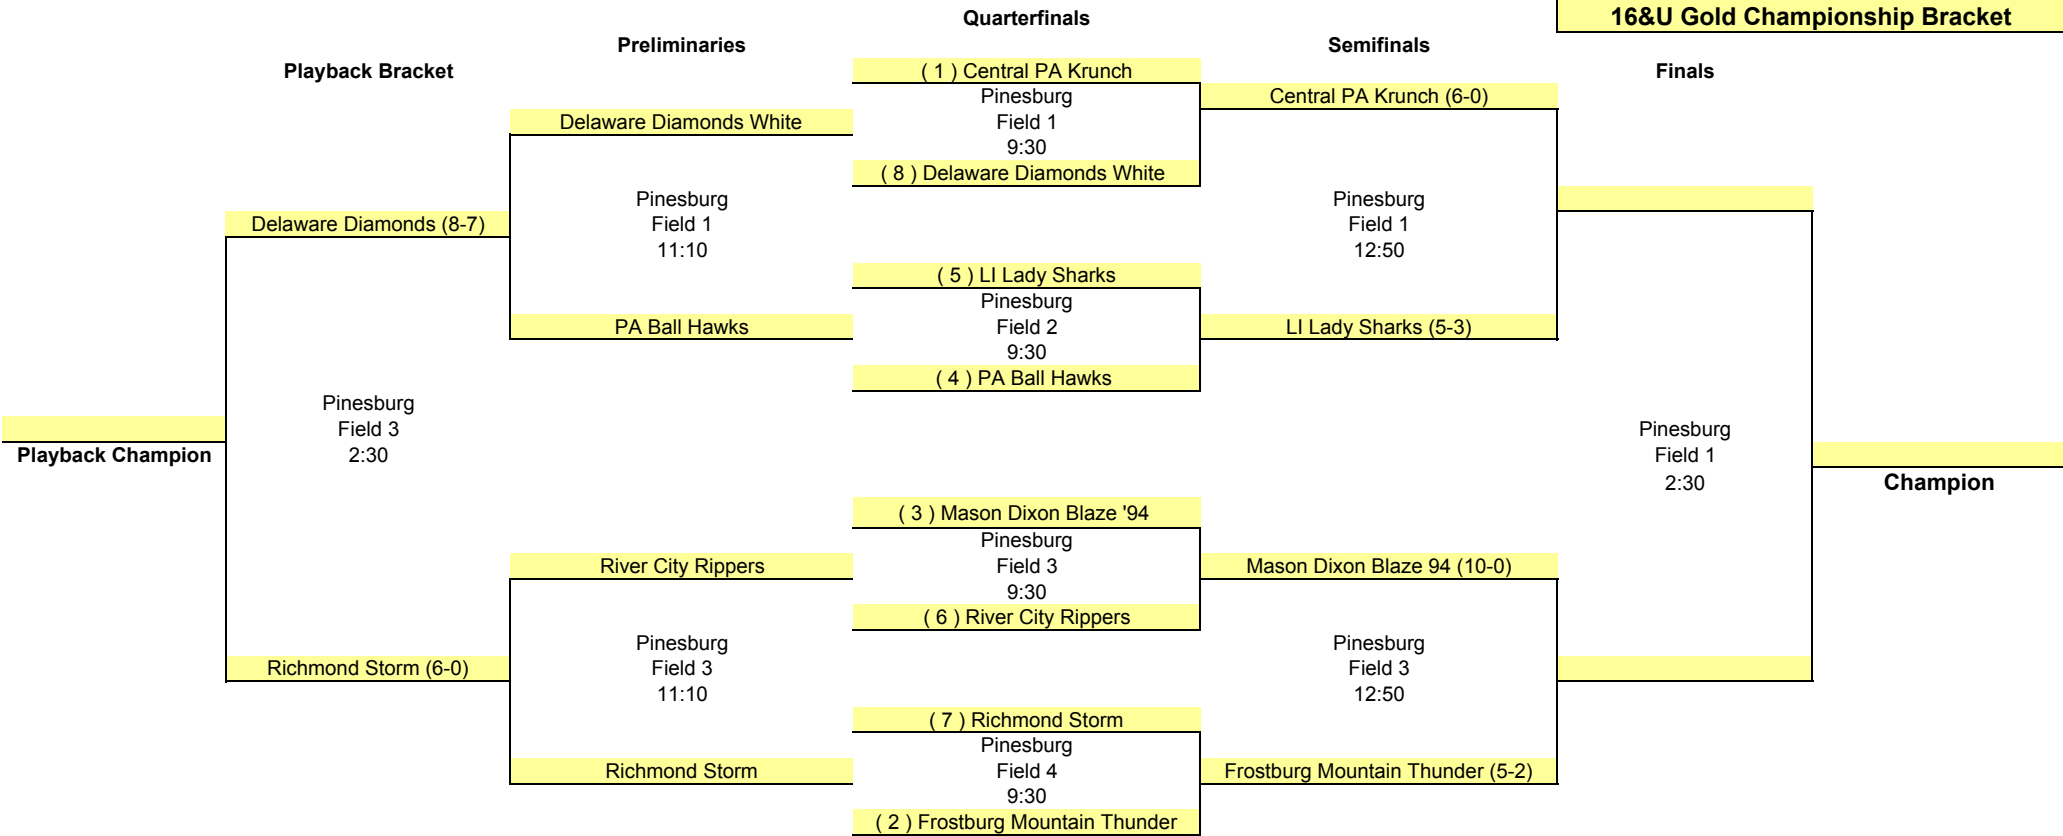 16&U Gold Championship Bracket
Quarterfinals
Preliminaries
Semifinals
Playback Bracket
( 1 ) Central PA Krunch
Finals
Pinesburg
Central PA Krunch (6-0)
Delaware Diamonds White
Field 1
9:30
( 8 ) Delaware Diamonds White
Pinesburg
Field 1
11:10
Pinesburg
Field 1
12:50
Delaware Diamonds (8-7)
( 5 ) LI Lady Sharks
Pinesburg
Field 2
9:30
PA Ball Hawks
LI Lady Sharks (5-3)
( 4 ) PA Ball Hawks
Pinesburg
Field 3
2:30
Playback Champion
Pinesburg
Field 1
2:30
Champion
( 3 ) Mason Dixon Blaze '94
Pinesburg
Field 3
9:30
River City Rippers
Mason Dixon Blaze 94 (10-0)
( 6 ) River City Rippers
Pinesburg
Field 3
11:10
Pinesburg
Field 3
12:50
Richmond Storm (6-0)
( 7 ) Richmond Storm
Pinesburg
Field 4
9:30
Richmond Storm
Frostburg Mountain Thunder (5-2)
( 2 ) Frostburg Mountain Thunder